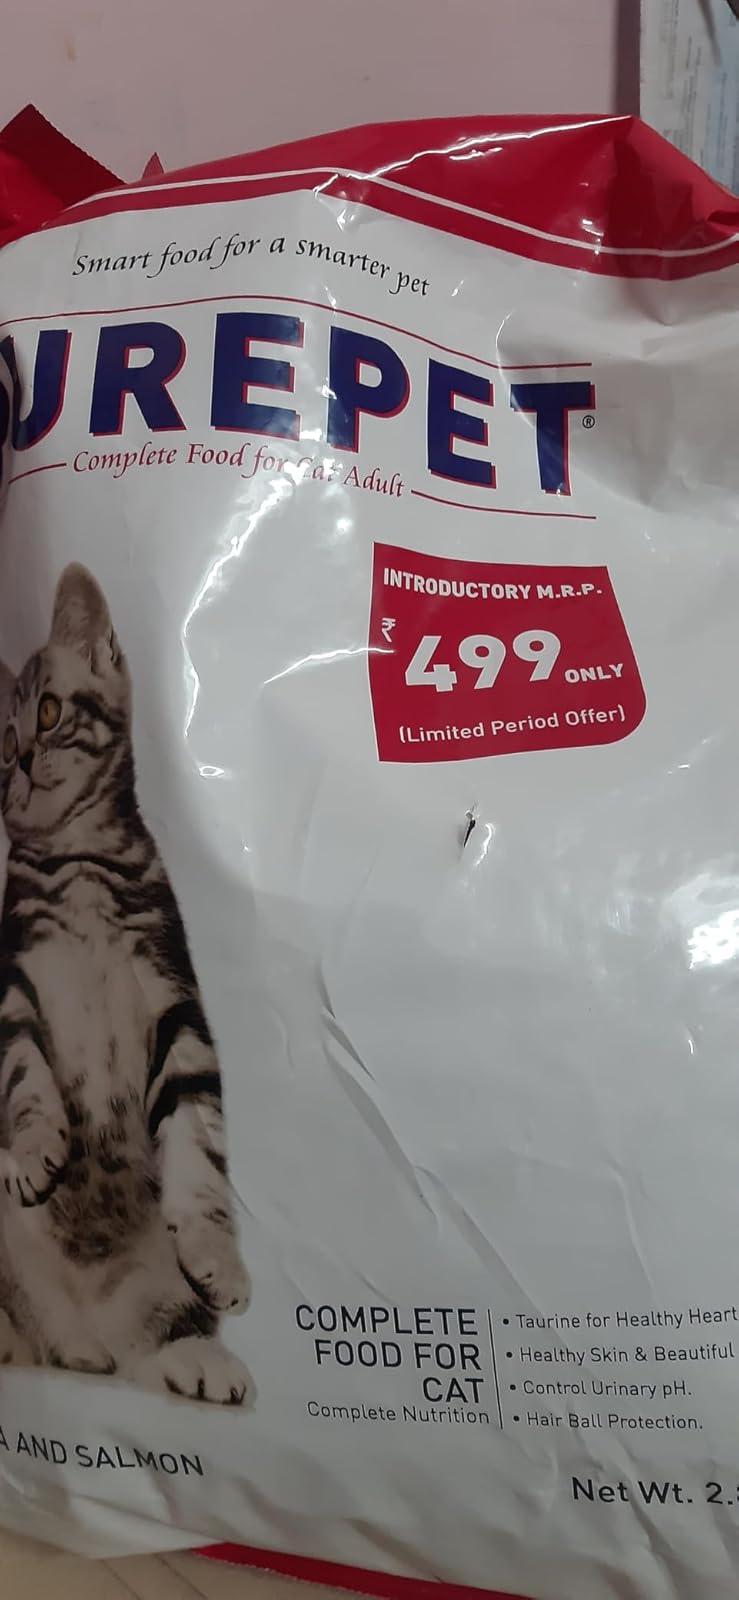 Smart food for a smarter pet
UREPET®
Complete Food for Cat Adult
INTRODUCTORY M.R.P.
₹ 499 ONLY
(Limited Period Offer)
COMPLETE
FOOD FOR
CAT
Complete Nutrition
• Taurine for Healthy Heart
• Healthy Skin & Beautiful
• Control Urinary pH.
• Hair Ball Protection.
AND SALMON
Net Wt. 2.